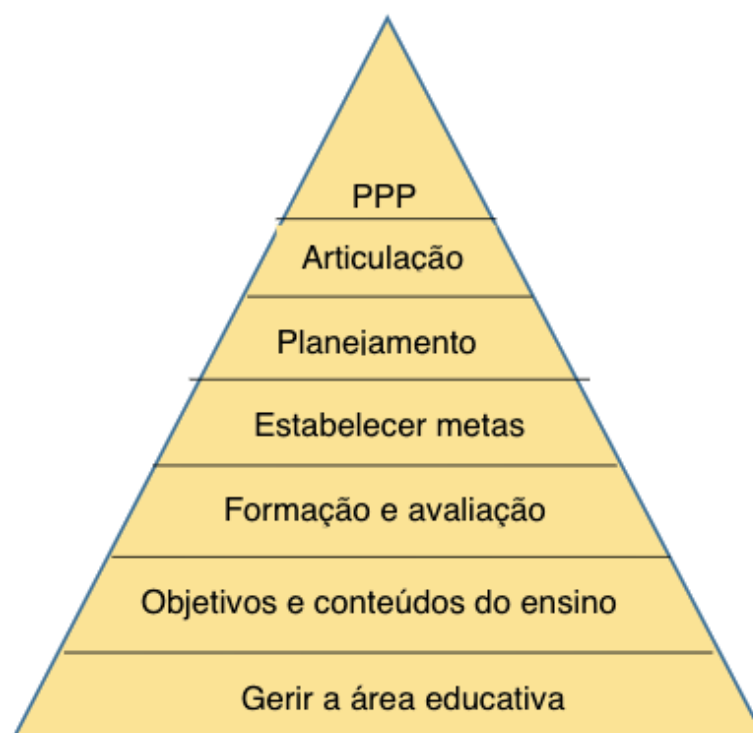 PPP
Articulação
Planejamento
Estabelecer metas
Formação e avaliação
Objetivos e conteúdos do ensino
Gerir a área educativa